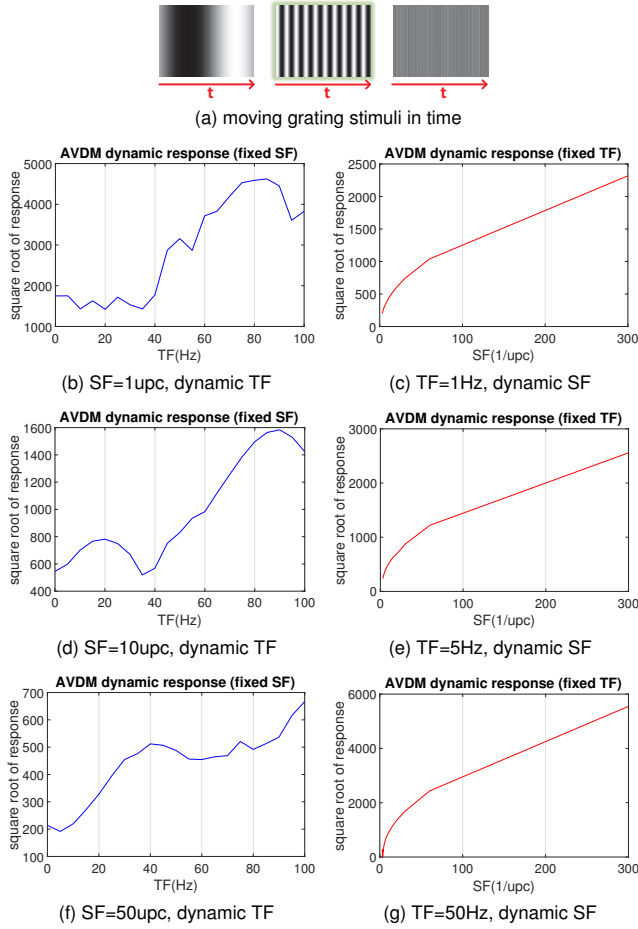 t t t
(a) moving grating stimuli in time
AVDM dynamic response (fixed SF)
square root of response
5000
4000
3000
2000
1000
0 20 40 60 80 100
TF(Hz)
(b) SF=1upc, dynamic TF
AVDM dynamic response (fixed TF)
square root of response
2500
2000
1500
1000
500
0
100 200 300
SF(1/upc)
(c) TF=1Hz, dynamic SF
AVDM dynamic response (fixed SF)
square root of response
1600
1400
1200
1000
800
600
400
0 20 40 60 80 100
TF(Hz)
(d) SF=10upc, dynamic TF
AVDM dynamic response (fixed TF)
square root of response
3000
2000
1000
0
100 200 300
SF(1/upc)
(e) TF=5Hz, dynamic SF
AVDM dynamic response (fixed SF)
square root of response
700
600
500
400
300
200
100
0 20 40 60 80 100
TF(Hz)
(f) SF=50upc, dynamic TF
AVDM dynamic response (fixed TF)
square root of response
6000
4000
2000
0
100 200 300
SF(1/upc)
(g) TF=50Hz, dynamic SF